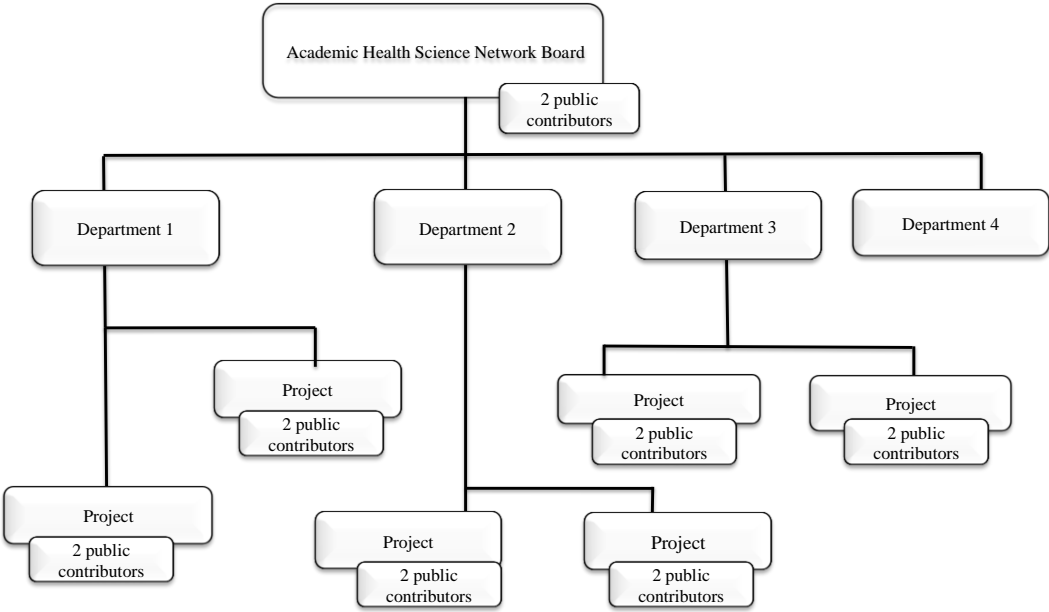 Academic Health Science Network Board
2 public
contributors
Department 1
Department 2
Department 3
Department 4
Project
2 public
contributors
Project
2 public
contributors
Project
2 public
contributors
Project
2 public
contributors
Project
2 public
contributors
Project
2 public
contributors